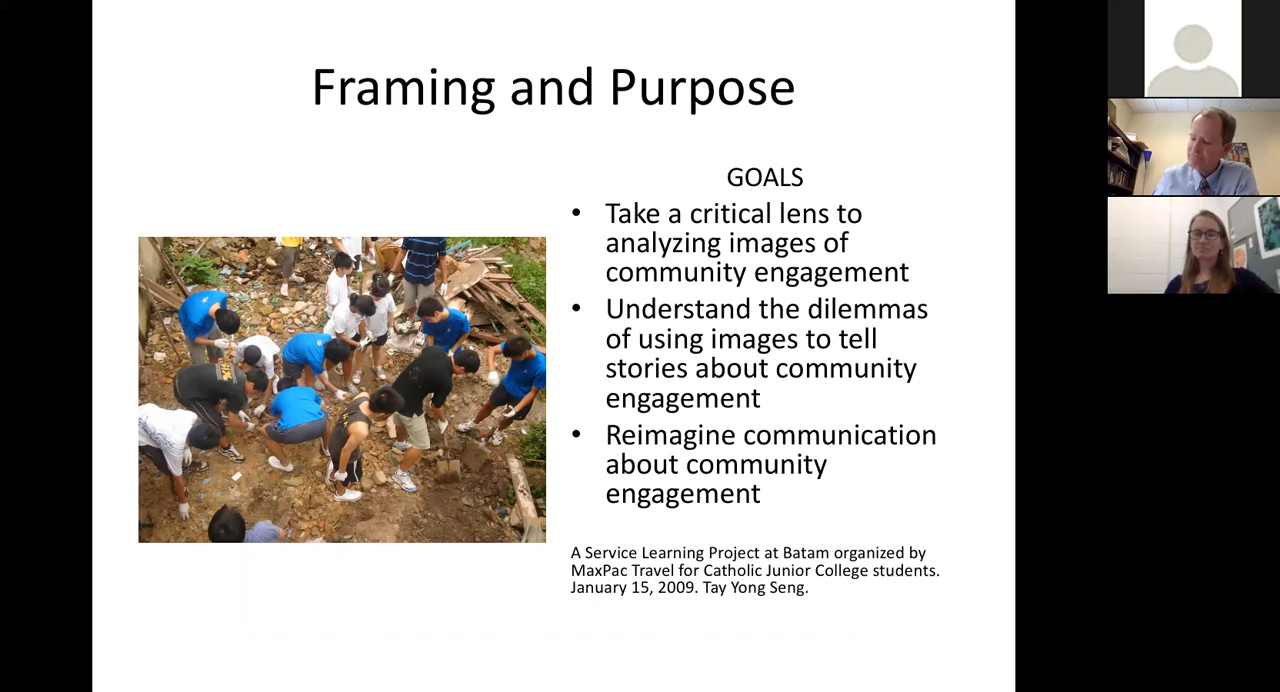 Framing and Purpose
GOALS
• Take a critical lens to
analyzing images of
community engagement
• Understand the dilemmas
of using images to tell
stories about community
engagement
• Reimagine communication
about community
engagement
A Service Learning Project at Batam organized by
MaxPac Travel for Catholic Junior College students.
January 15, 2009. Tay Yong Seng.